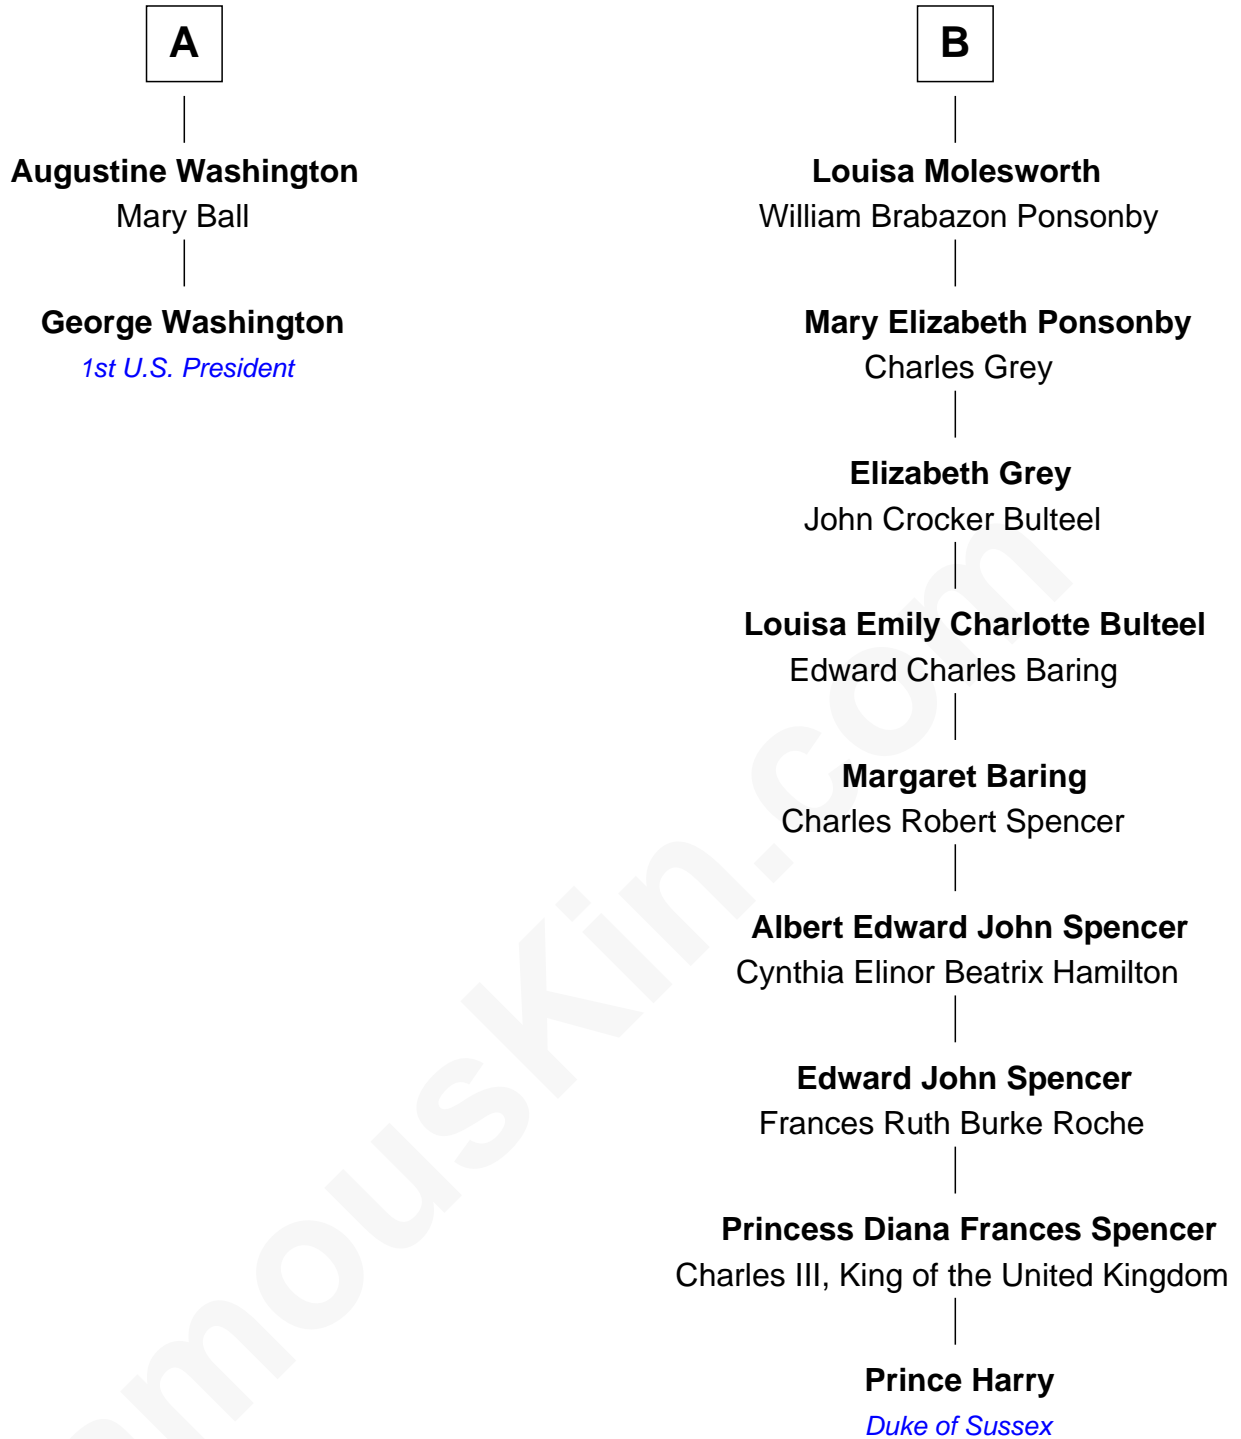 A
Augustine Washington
Mary Ball
George Washington
1st U.S. President
B
Louisa Molesworth
William Brabazon Ponsonby
Mary Elizabeth Ponsonby
Charles Grey
Elizabeth Grey
John Crocker Bulteel
Louisa Emily Charlotte Bulteel
Edward Charles Baring
Margaret Baring
Charles Robert Spencer
Albert Edward John Spencer
Cynthia Elinor Beatrix Hamilton
Edward John Spencer
Frances Ruth Burke Roche
Princess Diana Frances Spencer
Charles III, King of the United Kingdom
Prince Harry
Duke of Sussex
amousKin.com